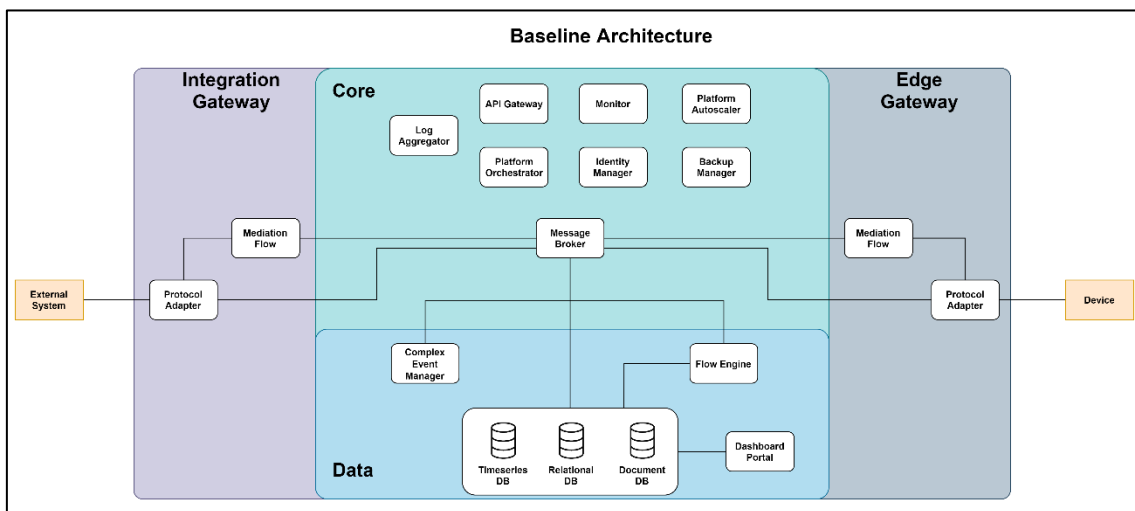 Baseline Architecture
Integration
Gateway
Core
Edge
Gateway
API Gateway
Monitor
Platform
Autoscaler
Log
Aggregator
Platform
Orchestrator
Identity
Manager
Backup
Manager
Mediation
Flow
Message
Broker
Mediation
Flow
External
System
Protocol
Adapter
Protocol
Adapter
Device
Complex
Event
Manager
Flow Engine
Timeseries
DB
Relational
DB
Document
DB
Dashboard
Portal
Data